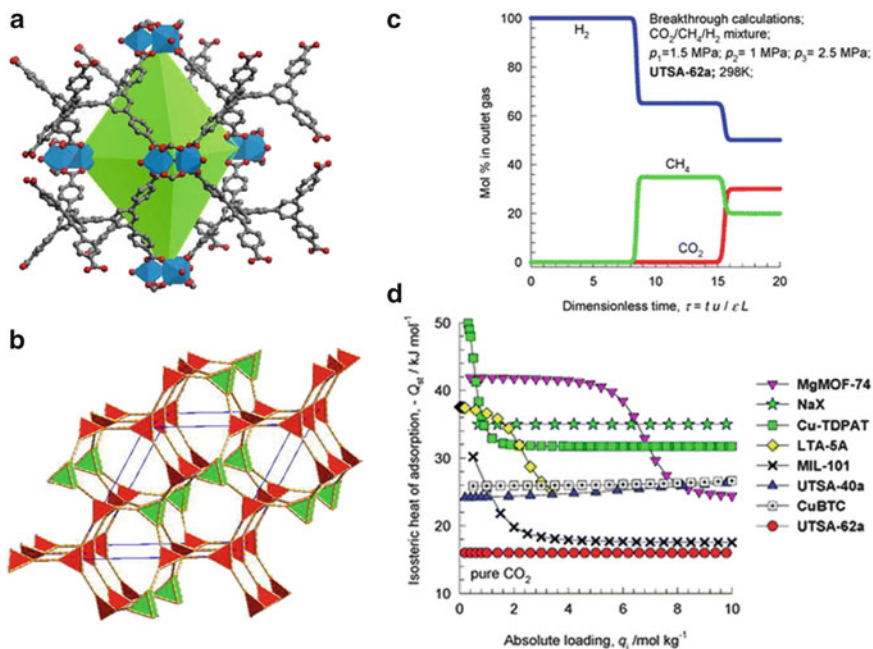 a
b
c
100
80
60
40
20
0
Mol % in outlet gas
H₂
Breakthrough calculations;
CO₂/CH₄/H₂ mixture;
p₁=1.5 MPa; p₂= 1 MPa; p₃= 2.5 MPa;
UTSA-62a; 298K;
CH₄
CO₂
0 4 8 12 16 20
Dimensionless time, τ = t u / ε L
d
50
40
30
20
10
Isosteric heat of adsorption, - Qst / kJ mol⁻¹
pure CO₂
0 2 4 6 8 10
Absolute loading, qᵢ /mol kg⁻¹
MgMOF-74
NaX
Cu-TDPAT
LTA-5A
MIL-101
UTSA-40a
CuBTC
UTSA-62a